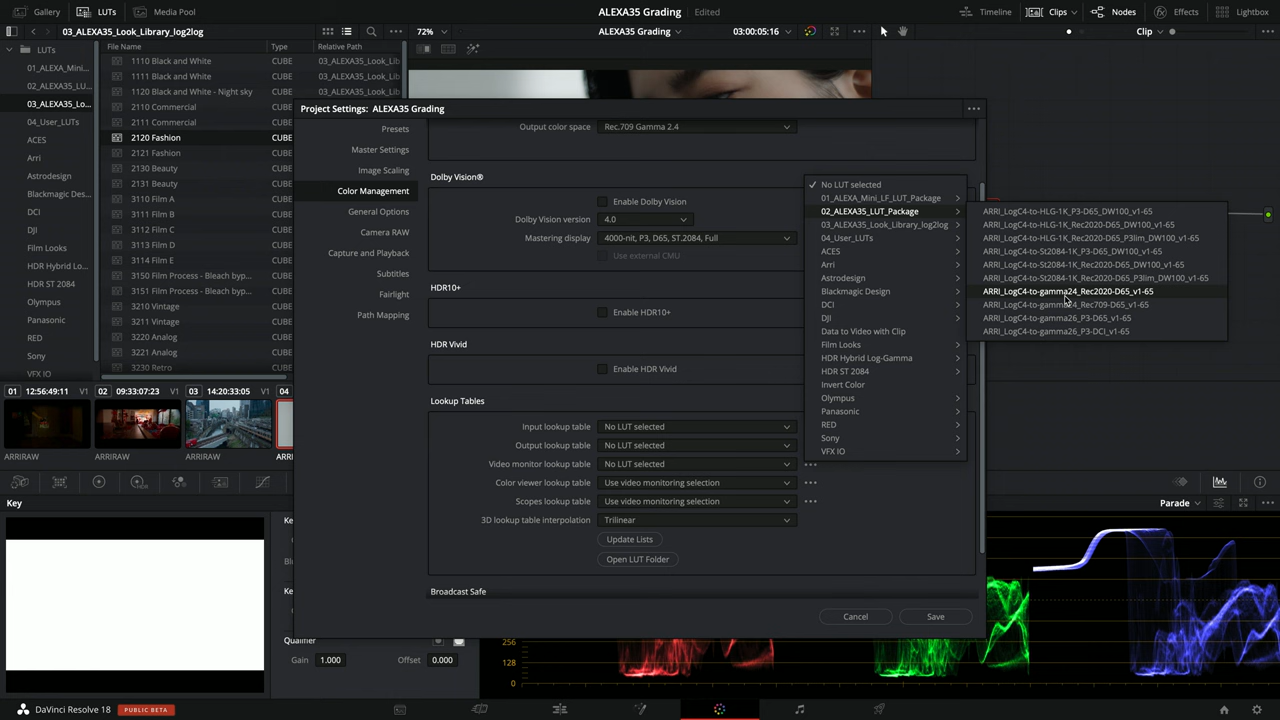 Gallery LUTs Media Pool ALEXA35 Grading Edited Timeline Clips Nodes Effects Lightbox
03_ALEXA35_Look_Library_log2log 72% ALEXA35 Grading 03:00:05:16 Clip
LUTs
01_ALEXA_Mini...
02_ALEXA35_LU...
03_ALEXA35_Lo...
04_User_LUTs
ACES
Arri
Astrodesign
Blackmagic Des...
DCI
DJI
Film Looks
HDR Hybrid Lo...
HDR ST 2084
Olympus
Panasonic
RED
Sony
VFX IO
File Name Type Relative Path
1110 Black and White CUBE 03_ALEXA35_Look_Lib
1111 Black and White CUBE 03_ALEXA35_Look_Lib
1120 Black and White - Night sky CUBE 03_ALEXA35_Look_Lib
2110 Commercial CUBE
2111 Commercial CUBE
2120 Fashion CUBE
2121 Fashion CUBE
2130 Beauty CUBE
2131 Beauty CUBE
3110 Film A CUBE
3111 Film B CUBE
3112 Film C CUBE
3113 Film D CUBE
3114 Film E CUBE
3150 Film Process - Bleach byp... CUBE
3151 Film Process - Bleach byp... CUBE
3210 Vintage CUBE
3211 Vintage CUBE
3220 Analog CUBE
3221 Analog CUBE
3230 Retro CUBE
Project Settings: ALEXA35 Grading
Presets
Master Settings
Image Scaling
Color Management
General Options
Camera RAW
Capture and Playback
Subtitles
Fairlight
Path Mapping
Output color space Rec.709 Gamma 2.4
Dolby Vision®
Enable Dolby Vision
Dolby Vision version 4.0
Mastering display 4000-nit, P3, D65, ST.2084, Full
Use external CMU
HDR10+
Enable HDR10+
HDR Vivid
Enable HDR Vivid
Lookup Tables
Input lookup table No LUT selected
Output lookup table No LUT selected
Video monitor lookup table No LUT selected
Color viewer lookup table Use video monitoring selection
Scopes lookup table Use video monitoring selection
3D lookup table interpolation Trilinear
Update Lists
Open LUT Folder
Broadcast Safe
Cancel Save
No LUT selected
01_ALEXA_Mini_LF_LUT_Package
02_ALEXA35_LUT_Package
03_ALEXA35_Look_Library_log2log
04_User_LUTs
ACES
Arri
Astrodesign
Blackmagic Design
DCI
DJI
Data to Video with Clip
Film Looks
HDR Hybrid Log-Gamma
HDR ST 2084
Invert Color
Olympus
Panasonic
RED
Sony
VFX IO
ARRI_LogC4-to-HLG-1K_P3-D65_DW100_v1-65
ARRI_LogC4-to-HLG-1K_Rec2020-D65_v1-65
ARRI_LogC4-to-HLG-1K_Rec2020-D65-P3lim_DW100_v1-65
ARRI_LogC4-to-St2084-1K_P3-D65_DW100_v1-65
ARRI_LogC4-to-St2084-1K_Rec2020-D65_DW100_v1-65
ARRI_LogC4-to-St2084-1K_Rec2020-D65_P3lim_DW100_v1-65
ARRI_LogC4-to-gamma24_Rec2020-D65_v1-65
ARRI_LogC4-to-gamma24_Rec709-D65_v1-65
ARRI_LogC4-to-gamma26_P3-D65_v1-65
ARRI_LogC4-to-gamma26_P3-DCI_v1-65
01 12:56:49:11 V1 02 09:33:07:23 V1 03 14:20:33:05 V1 04
ARRIRAW ARRIRAW ARRIRAW ARR
Key
Qualifier
Gain 1.000 Offset 0.000
Parade
256
128
0
DaVinci Resolve 18 PUBLIC BETA